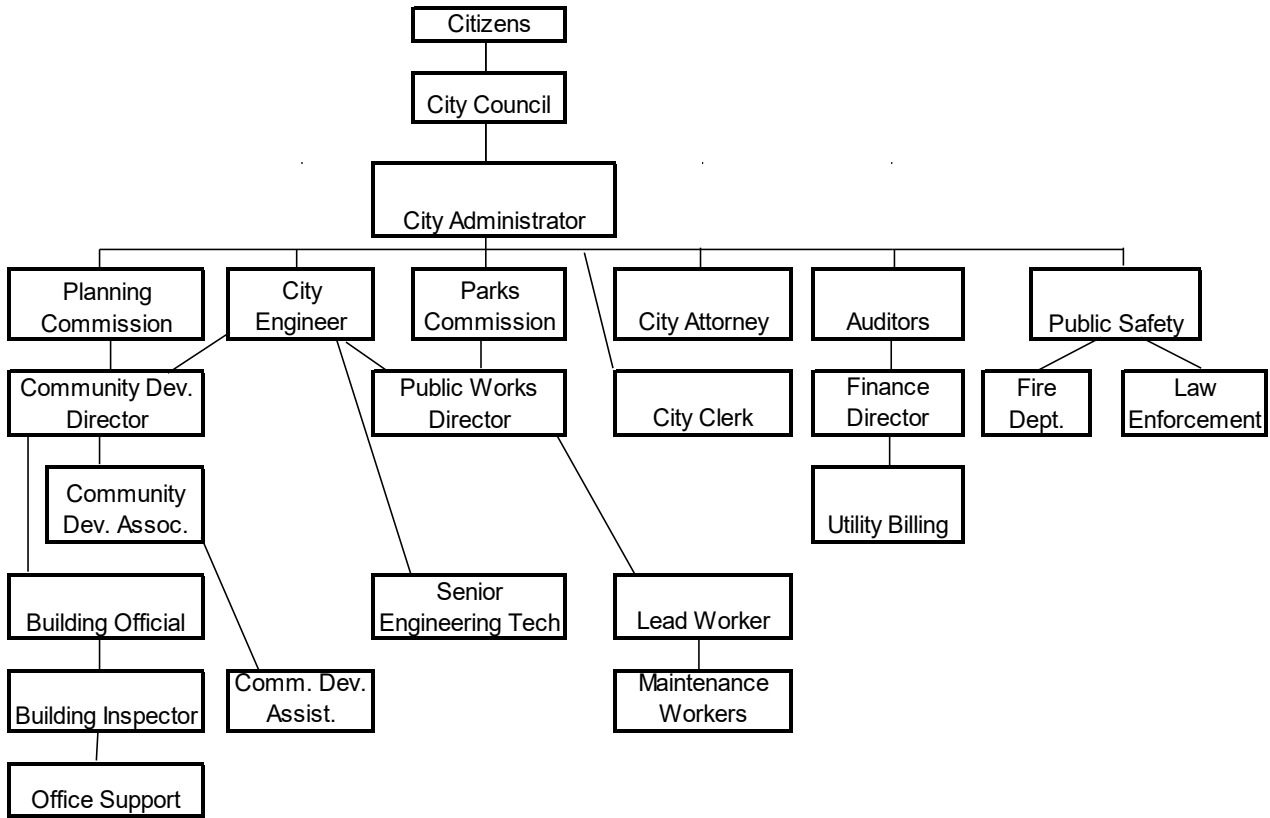 Citizens
City Council
City Administrator
Planning
Commission
City
Engineer
Parks
Commission
City Attorney
Auditors
Public Safety
Community Dev.
Director
Public Works
Director
City Clerk
Finance
Director
Fire
Dept.
Law
Enforcement
Community
Dev. Assoc.
Utility Billing
Building Official
Senior
Engineering Tech
Lead Worker
Building Inspector
Comm. Dev.
Assist.
Maintenance
Workers
Office Support